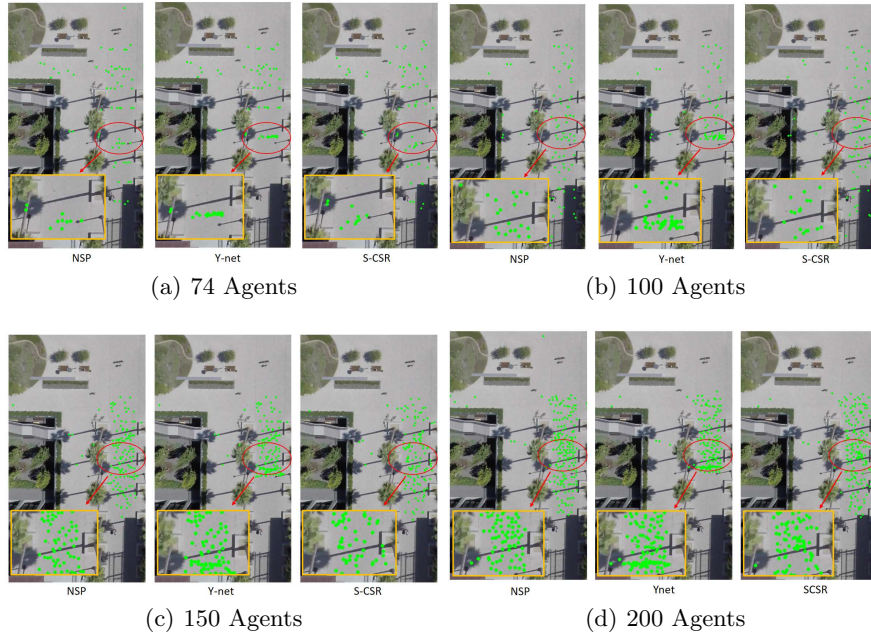 NSP Y-net S-CSR NSP Y-net S-CSR
(a) 74 Agents (b) 100 Agents
NSP Y-net S-CSR NSP Ynet SCSR
(c) 150 Agents (d) 200 Agents